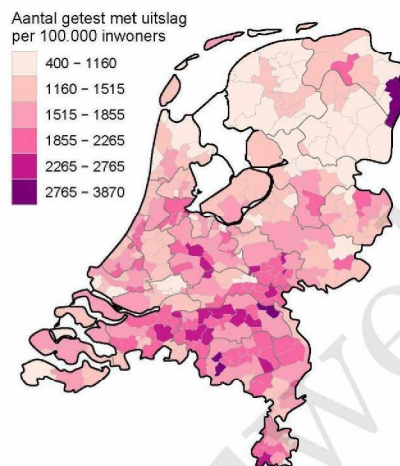 Aantal getest met uitslag
per 100.000 inwoners
400 – 1160
1160 – 1515
1515 – 1855
1855 – 2265
2265 – 2765
2765 – 3870